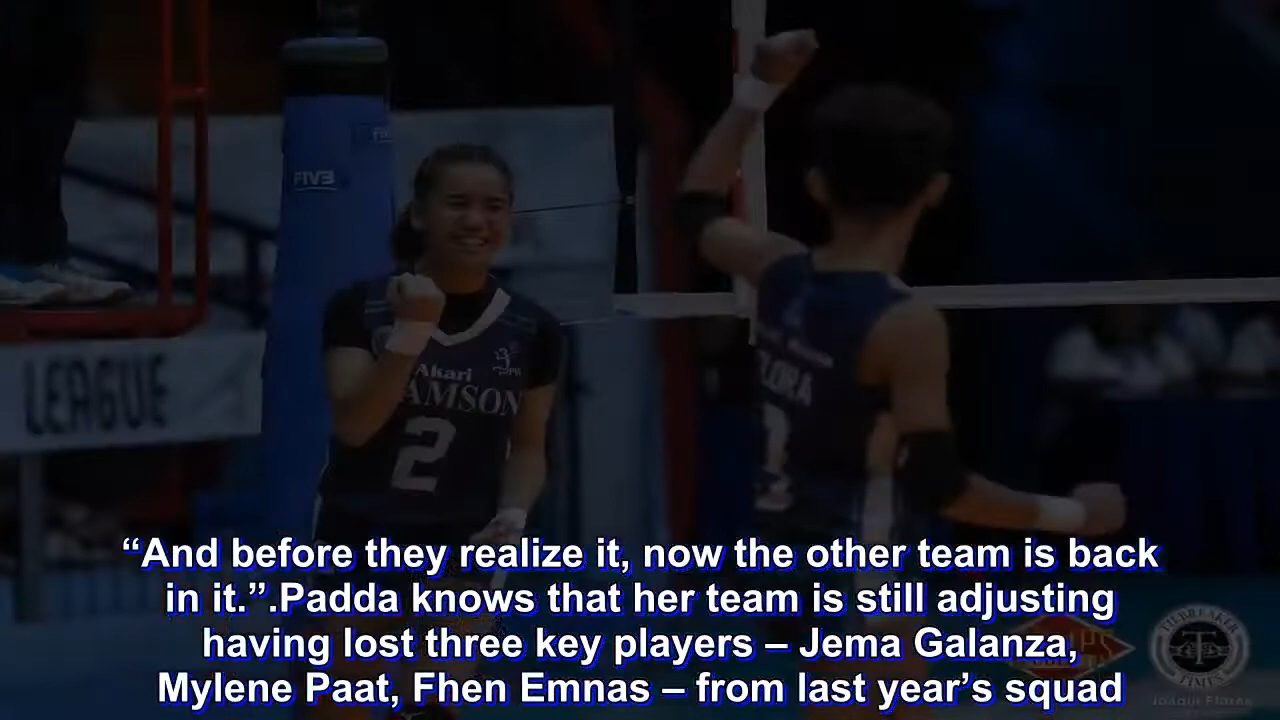 FIVB
LEAGUE
Akari
AMSON
2
“And before they realize it, now the other team is back
in it.”.Padda knows that her team is still adjusting
having lost three key players – Jema Galanza,
Mylene Paat, Fhen Emnas – from last year’s squad
TIEBREAKER
TIMES